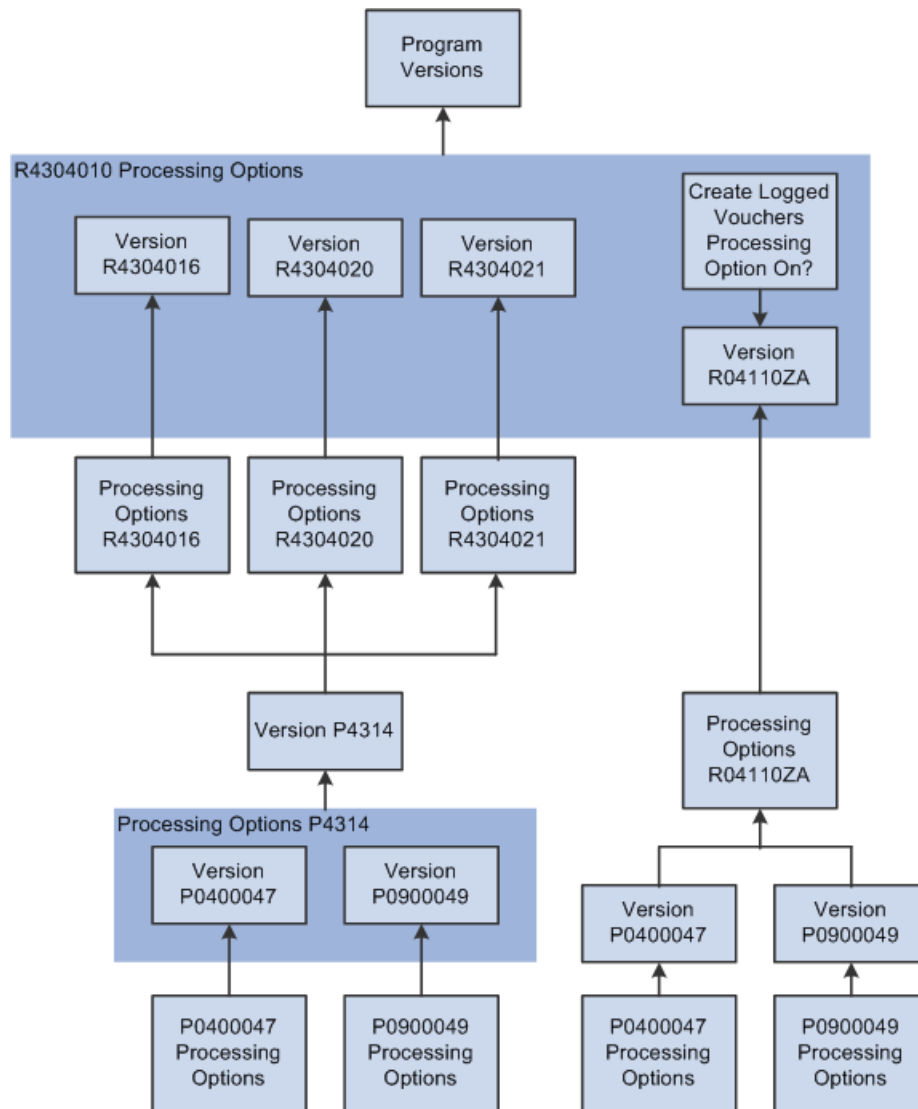 Program
Versions
R4304010 Processing Options
Create Logged
Vouchers
Processing
Option On?
Version
R4304016
Version
R4304020
Version
R4304021
Version
R04110ZA
Processing
Options
R4304016
Processing
Options
R4304020
Processing
Options
R4304021
Version P4314
Processing
Options
R04110ZA
Processing Options P4314
Version
P0400047
Version
P0900049
Version
P0400047
Version
P0900049
P0400047
Processing
Options
P0900049
Processing
Options
P0400047
Processing
Options
P0900049
Processing
Options